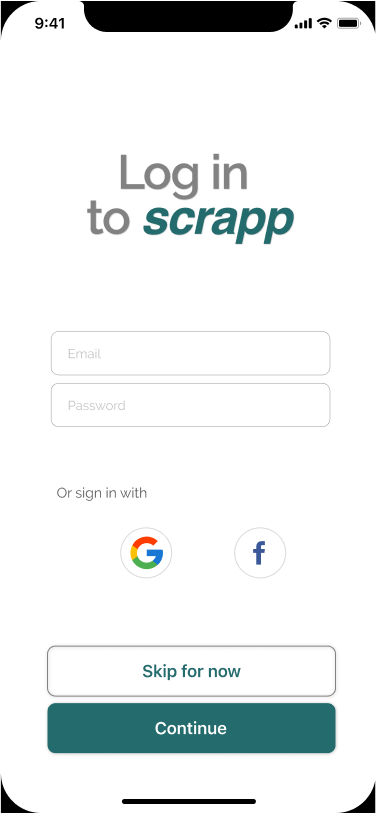 9:41
Log in
to scrapp
Email
Password
Or sign in with
Skip for now
Continue